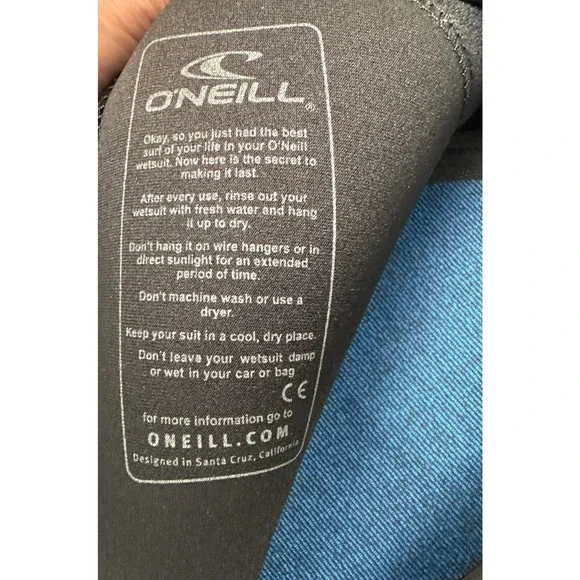 O'NEILL®
Okay, so you just had the best
surf of your life in your O'Neill
wetsuit. Now here is the secret to
making it last.
After every use, rinse out your
wetsuit with fresh water and hang
it up to dry.
Don't hang it on wire hangers or in
direct sunlight for an extended
period of time.
Don't machine wash or use a
dryer.
Keep your suit in a cool, dry place.
Don't leave your wetsuit damp
or wet in your car or bag
CE
for more information go to
ONEILL.COM
Designed in Santa Cruz, California